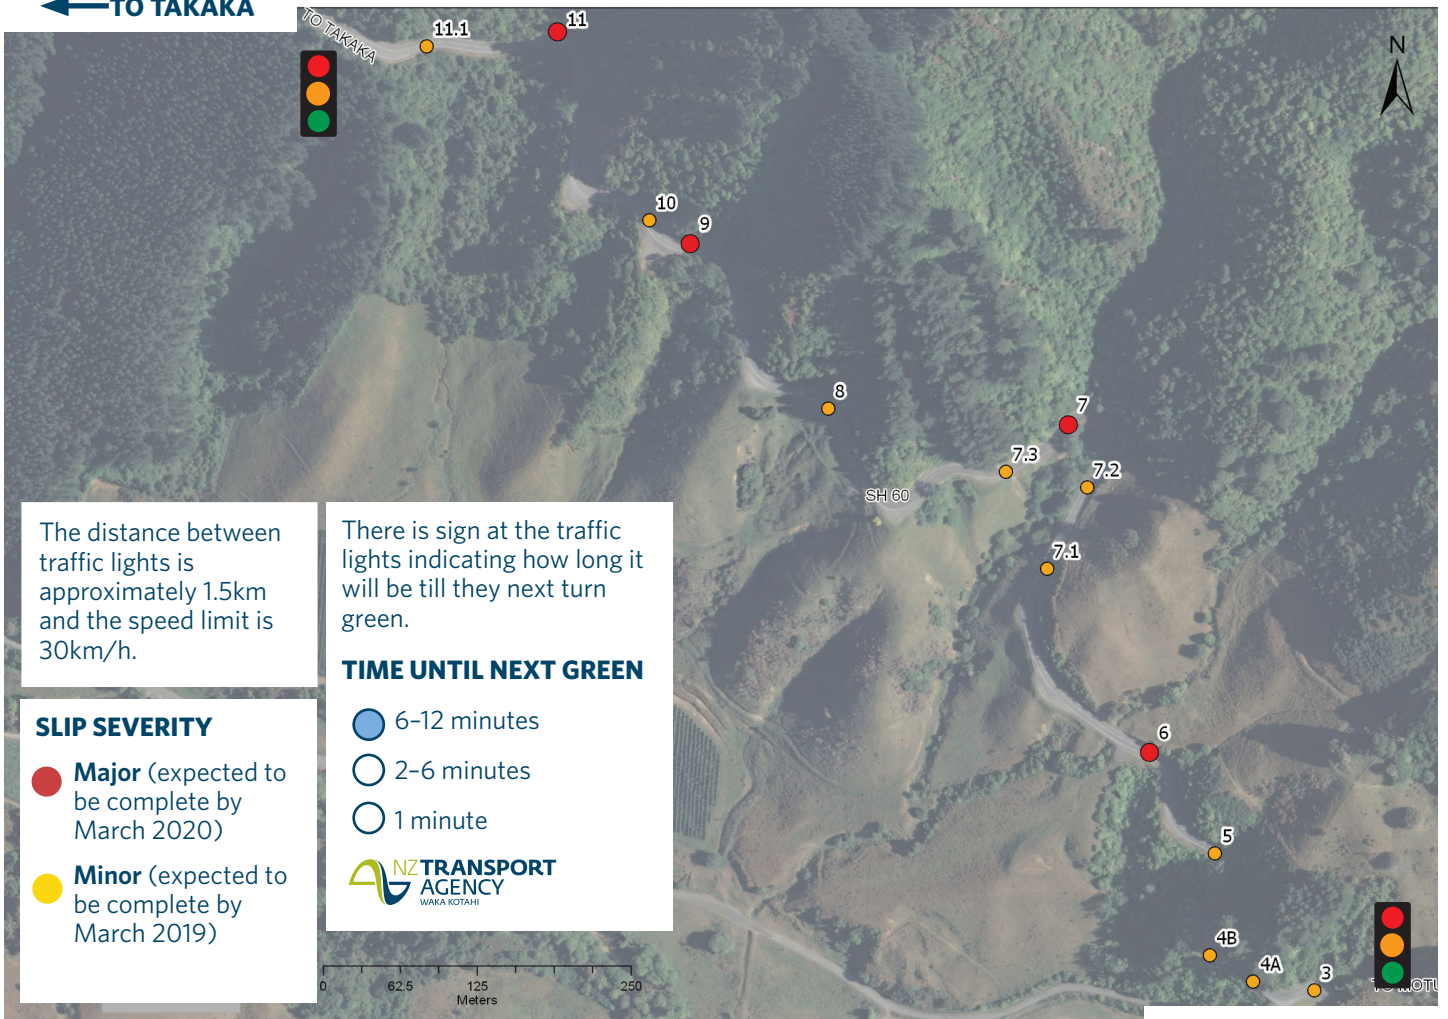 TO TAKAKA
TO TAKAKA
11.1
11
N
10
9
8
7
7.3
7.2
SH 60
7.1
6
5
4B
4A
3
The distance between
traffic lights is
approximately 1.5km
and the speed limit is
30km/h.
There is sign at the traffic
lights indicating how long it
will be till they next turn
green.
TIME UNTIL NEXT GREEN
6–12 minutes
2–6 minutes
1 minute
NZ TRANSPORT
AGENCY
WAKA KOTAHI
SLIP SEVERITY
Major (expected to
be complete by
March 2020)
Minor (expected to
be complete by
March 2019)
0 62.5 125 250
Meters